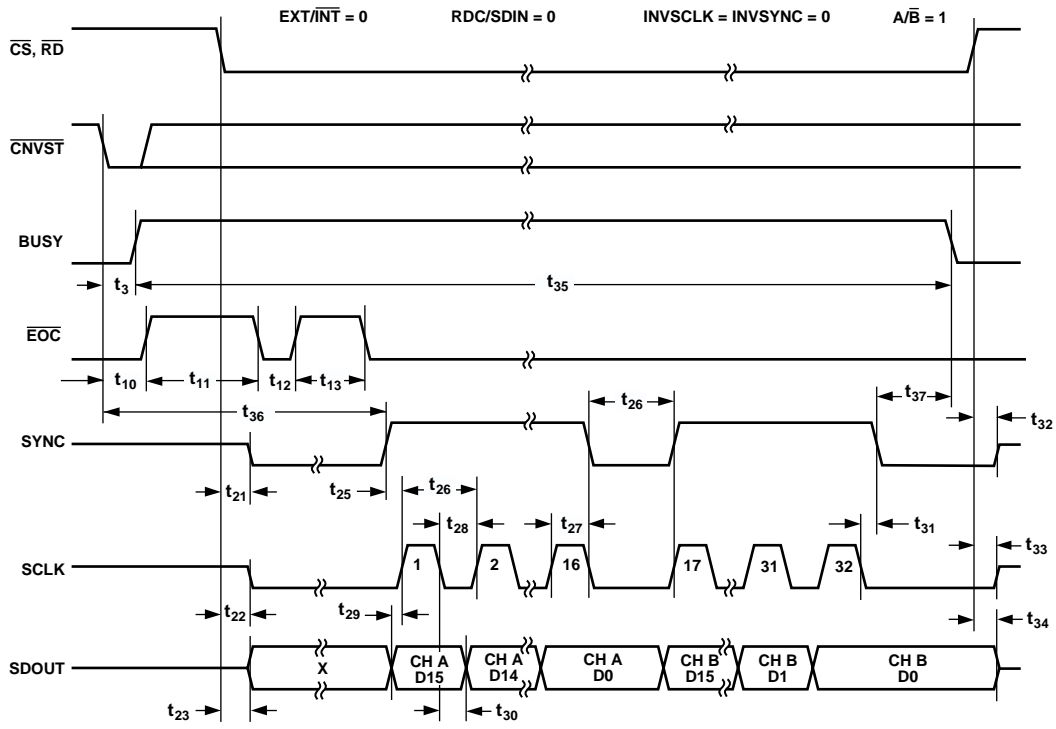 EXT/INT = 0 RDC/SDIN = 0 INVSCLK = INVSYNC = 0 A/B = 1
CS, RD
CNVST
BUSY
t3 t35
EOC
t10 t11 t12 t13
t36 t26 t37
SYNC t32
t21 t25 t26 t28 t27 t31
SCLK 1 2 16 17 31 32 t33
t22 t29 t34
SDOUT X CH A D15 CH A D14 CH A D0 CH B D15 CH B D1 CH B D0
t23 t30